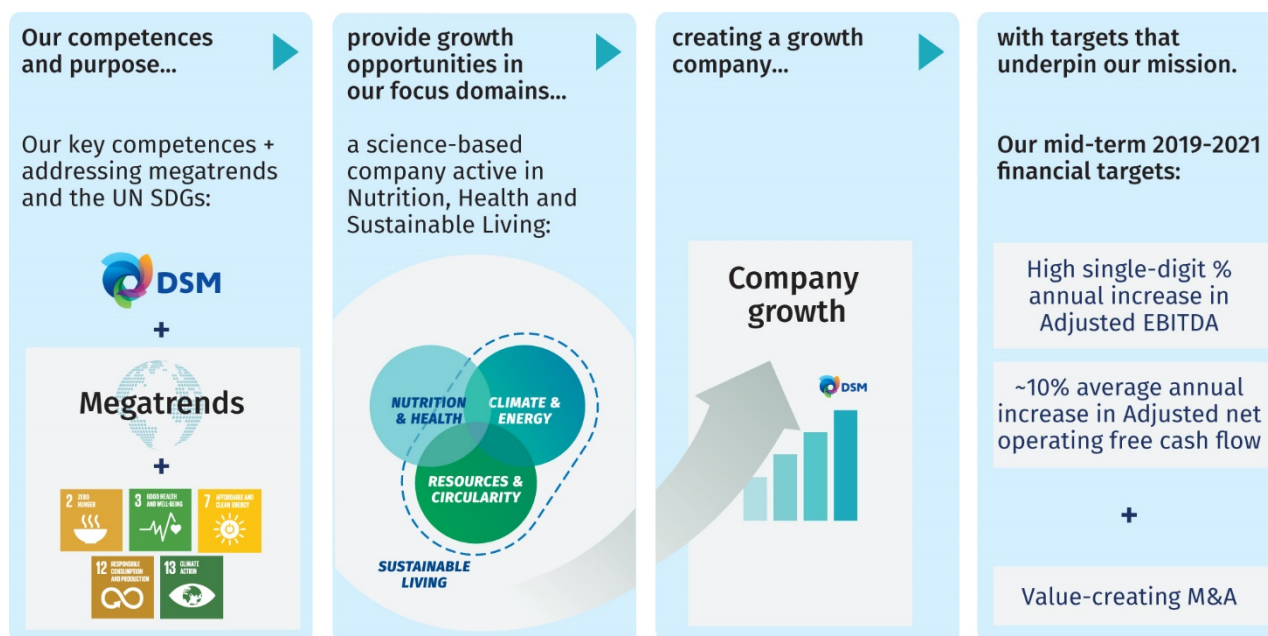 Our competences
and purpose...
Our key competences +
addressing megatrends
and the UN SDGs:
DSM
+
Megatrends
+
2 ZERO
HUNGER
3 GOOD HEALTH
AND WELL-BEING
7 AFFORDABLE AND
CLEAN ENERGY
12 RESPONSIBLE
CONSUMPTION
AND PRODUCTION
13 CLIMATE
ACTION
provide growth
opportunities in
our focus domains...
a science-based
company active in
Nutrition, Health and
Sustainable Living:
NUTRITION
& HEALTH
CLIMATE &
ENERGY
RESOURCES &
CIRCULARITY
SUSTAINABLE
LIVING
creating a growth
company...
Company
growth
DSM
with targets that
underpin our mission.
Our mid-term 2019-2021
financial targets:
High single-digit %
annual increase in
Adjusted EBITDA
~10% average annual
increase in Adjusted net
operating free cash flow
+
Value-creating M&A